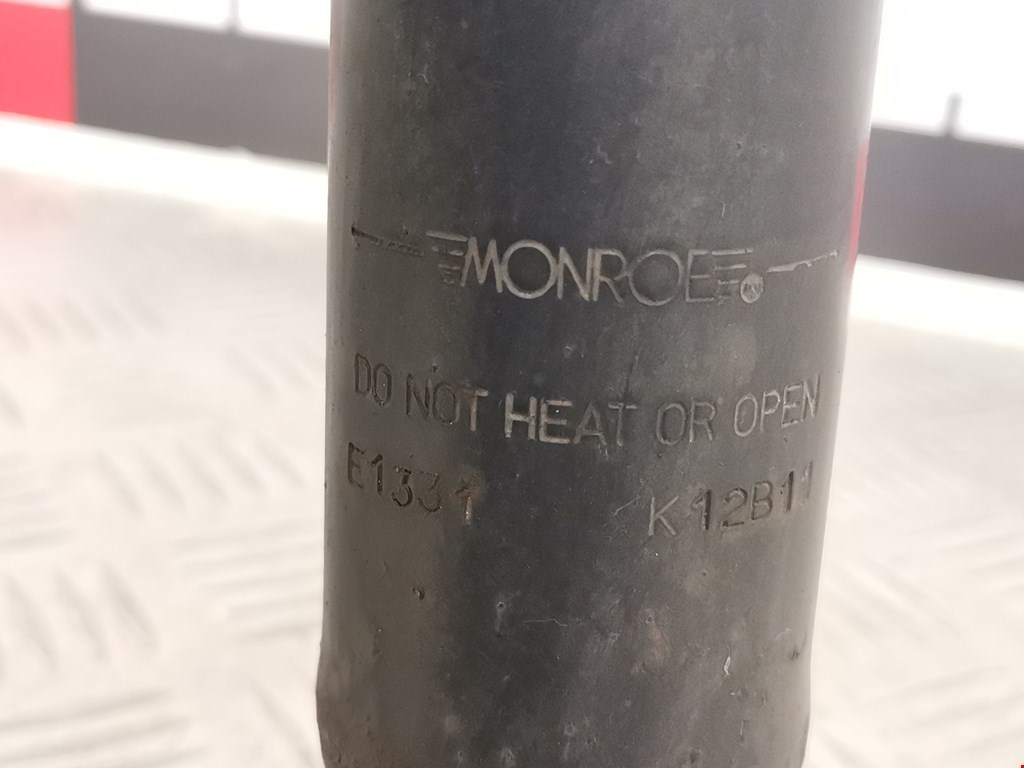 MONROE
DO NOT HEAT OR OPEN
E1331 K12B11